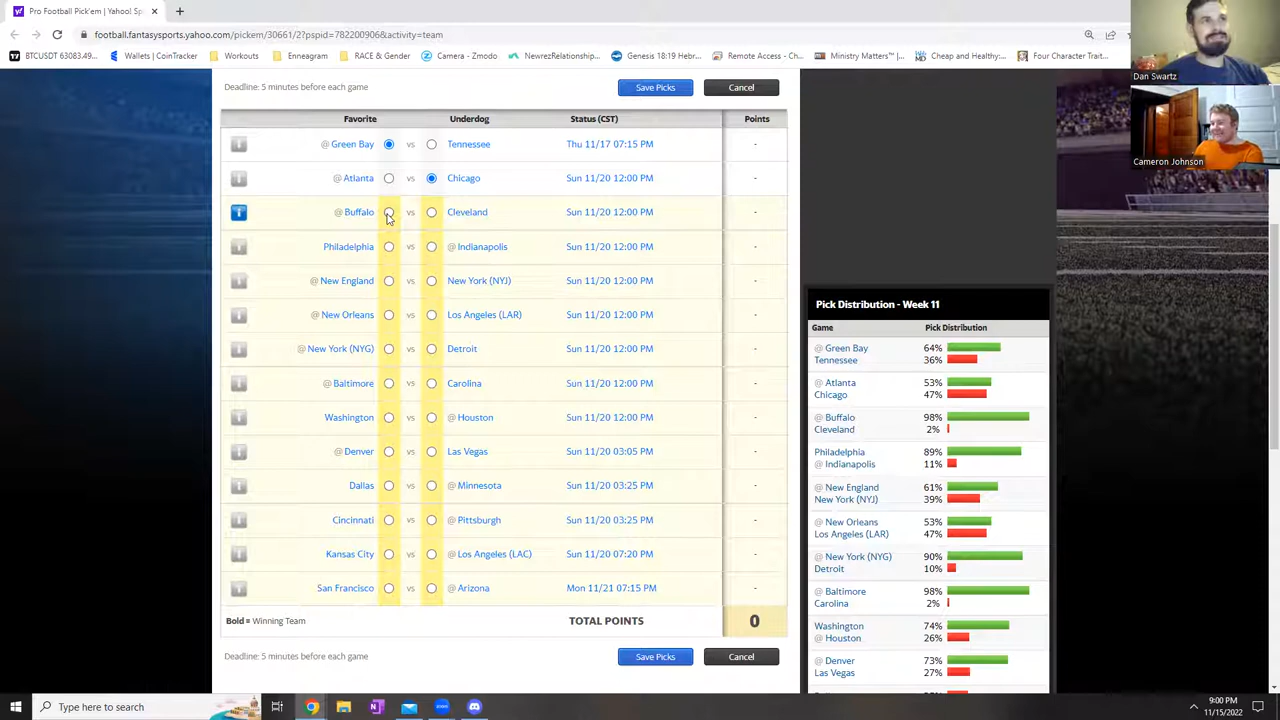 Pro Football Pick'em | Yahoo! Sp
football.fantasysports.yahoo.com/pickem/30661/2?psid=782200906&activity=team
BTCUSDT 63083.49... Wallets | CoinTracker Workouts Enneagram RACE & Gender Camera - Zmodo NewrezRelationship... Genesis 18:19 Hebr... Remote Access - Ch... Ministry Matters™ |... Cheap and Healthy:... Four Character Trait...
Dan Swartz
Cameron Johnson
Deadline: 5 minutes before each game Save Picks Cancel
Favorite Underdog Status (CST) Points
@ Green Bay vs Tennessee Thu 11/17 07:15 PM -
@ Atlanta vs Chicago Sun 11/20 12:00 PM -
@ Buffalo vs Cleveland Sun 11/20 12:00 PM -
Philadelphia vs @ Indianapolis Sun 11/20 12:00 PM -
@ New England vs New York (NYJ) Sun 11/20 12:00 PM -
@ New Orleans vs Los Angeles (LAR) Sun 11/20 12:00 PM -
@ New York (NYG) vs Detroit Sun 11/20 12:00 PM -
@ Baltimore vs Carolina Sun 11/20 12:00 PM -
Washington vs @ Houston Sun 11/20 12:00 PM -
@ Denver vs Las Vegas Sun 11/20 03:05 PM -
Dallas vs @ Minnesota Sun 11/20 03:25 PM -
Cincinnati vs @ Pittsburgh Sun 11/20 03:25 PM -
Kansas City vs @ Los Angeles (LAC) Sun 11/20 07:20 PM -
San Francisco vs @ Arizona Mon 11/21 07:15 PM -
Bold = Winning Team TOTAL POINTS 0
Deadline: 5 minutes before each game Save Picks Cancel
Pick Distribution - Week 11
Game Pick Distribution
@ Green Bay 64%
Tennessee 36%
@ Atlanta 53%
Chicago 47%
@ Buffalo 98%
Cleveland 2%
Philadelphia 89%
@ Indianapolis 11%
@ New England 61%
New York (NYJ) 39%
@ New Orleans 53%
Los Angeles (LAR) 47%
@ New York (NYG) 90%
Detroit 10%
@ Baltimore 98%
Carolina 2%
Washington 74%
@ Houston 26%
@ Denver 73%
Las Vegas 27%
Type here to search
9:00 PM
11/15/2022